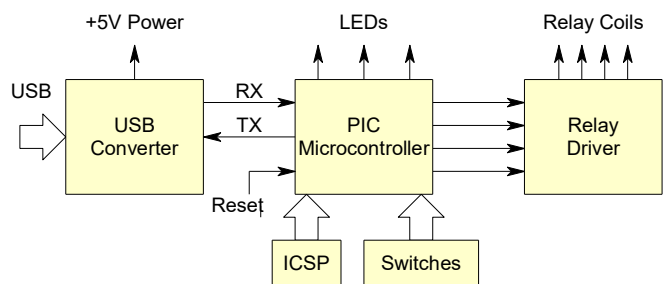 +5V Power
LEDs
Relay Coils
USB
RX
TX
USB
Converter
PIC
Microcontroller
Relay
Driver
Reset
ICSP
Switches